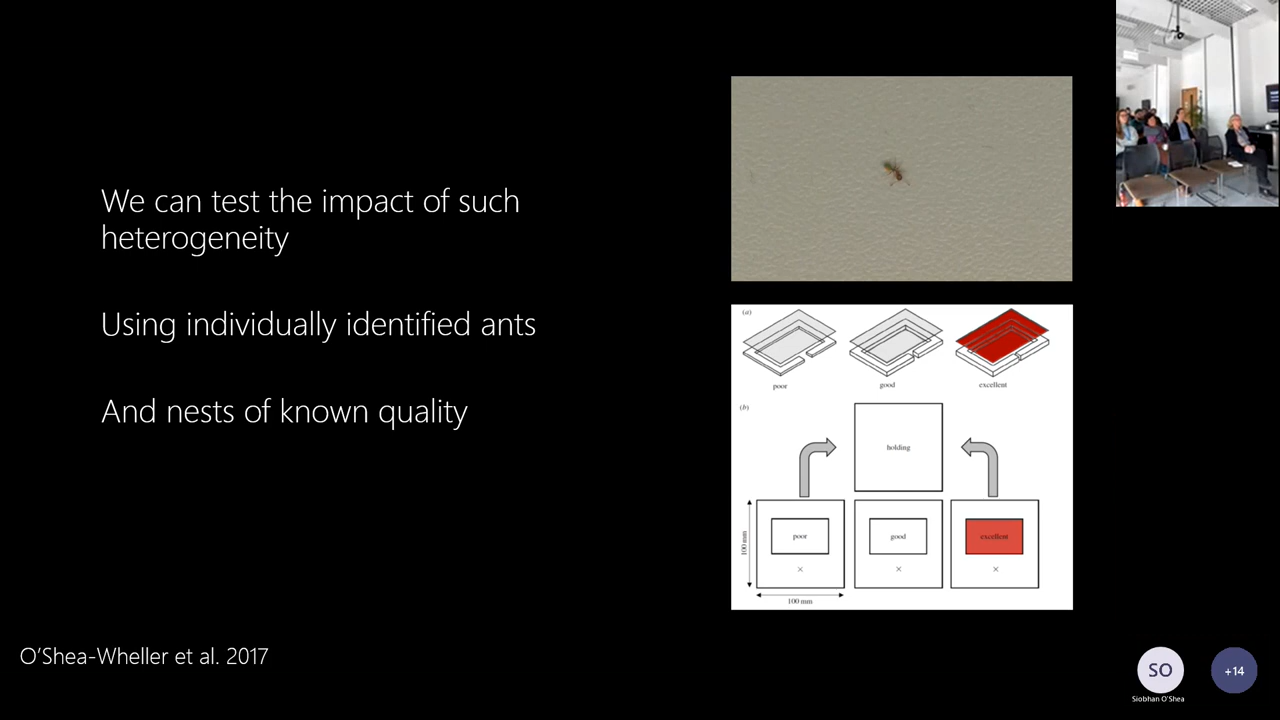 We can test the impact of such
heterogeneity
Using individually identified ants
And nests of known quality
O'Shea-Wheller et al. 2017
(a)
poor
good
excellent
(b)
holding
poor
good
excellent
100 mm
100 mm
SO
+14
Siobhan O'Shea